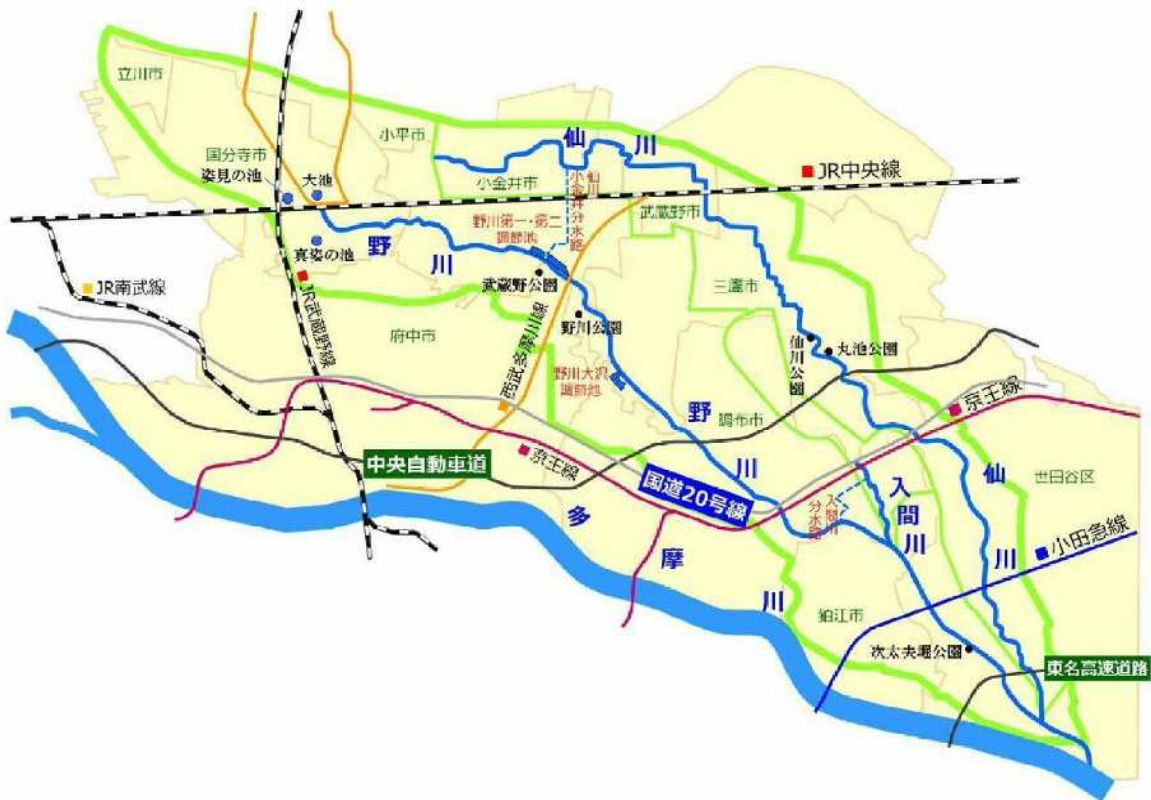 立川市
小平市
仙川
国分寺市
姿見の池
大池
小金井市
仙川
小金井分水路
JR中央線
武蔵野市
野川第一・第二
調節池
野川
真姿の池
武蔵野公園
三鷹市
JR南武線
JR武蔵野線
府中市
西武多摩川線
野川公園
仙川公園
丸池公園
野川大沢
調節池
野川
調布市
京王線
中央自動車道
京王線
国道20号線
入間川
分水路
入間川
仙川
世田谷区
多摩川
小田急線
狛江市
次太夫堀公園
東名高速道路